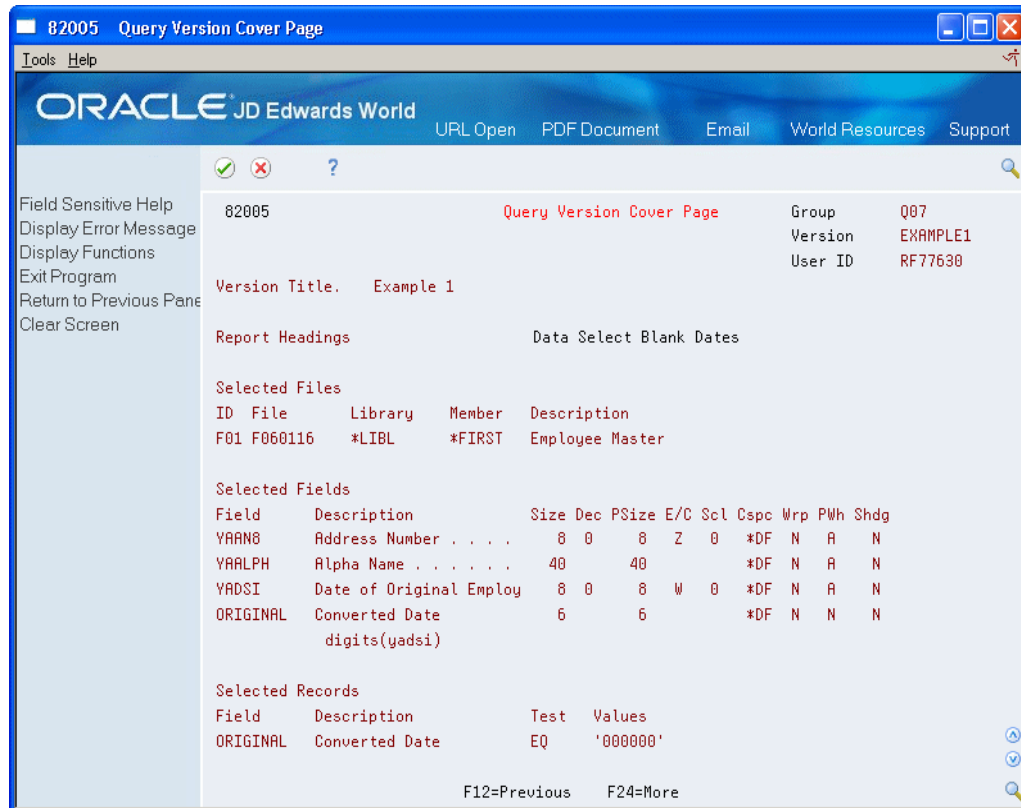 82005 Query Version Cover Page
Tools Help
ORACLE JD Edwards World
URL Open PDF Document Email World Resources Support
?
Field Sensitive Help
Display Error Message
Display Functions
Exit Program
Return to Previous Pane
Clear Screen
82005 Query Version Cover Page Group Q07
Version EXAMPLE1
User ID RF77630
Version Title. Example 1
Report Headings Data Select Blank Dates
Selected Files
ID File Library Member Description
F01 F060116 *LIBL *FIRST Employee Master
Selected Fields
Field Description Size Dec PSize E/C Scl Cspc Wrp PWh Shdg
YAAN8 Address Number . . . . 8 0 8 Z 0 *DF N A N
YAALPH Alpha Name . . . . . . 40 40 *DF N A N
YADSI Date of Original Employ 8 0 8 W 0 *DF N A N
ORIGINAL Converted Date 6 6 *DF N N N
digits(yadsi)
Selected Records
Field Description Test Values
ORIGINAL Converted Date EQ '000000'
F12=Previous F24=More